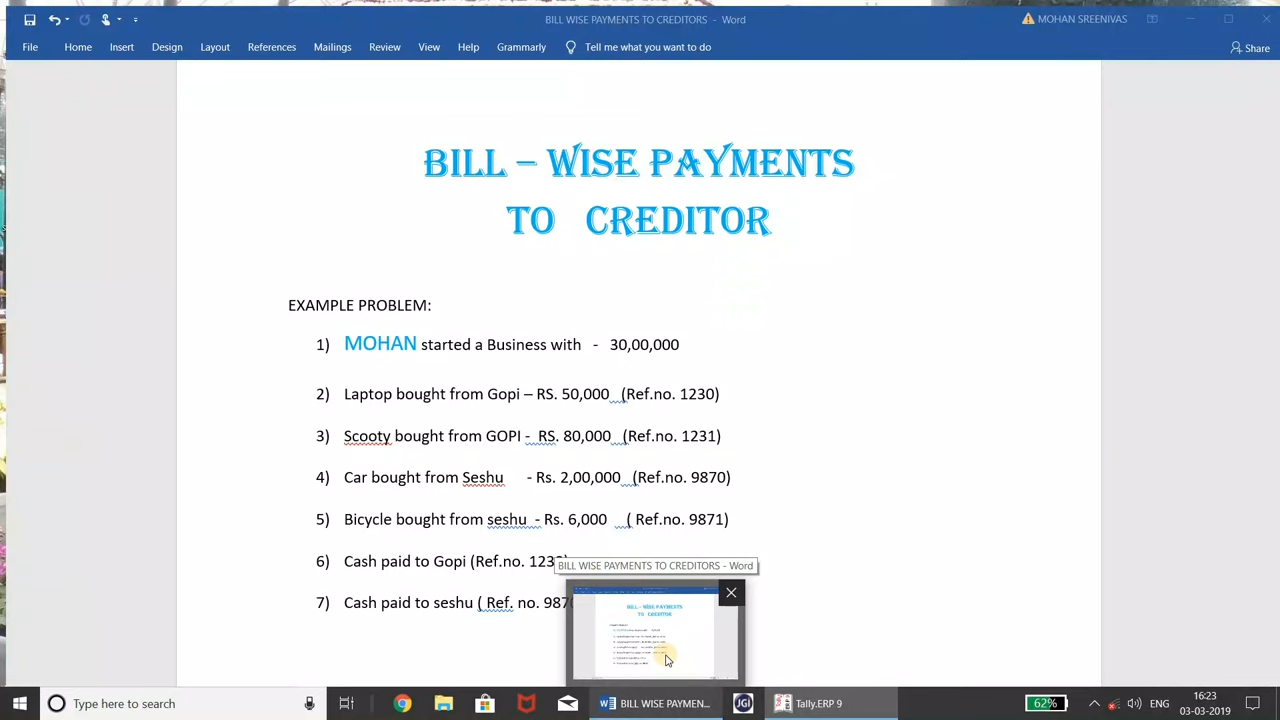 BILL WISE PAYMENTS TO CREDITORS - Word
MOHAN SREENIVAS
File Home Insert Design Layout References Mailings Review View Help Grammarly Tell me what you want to do Share
BILL – WISE PAYMENTS
TO CREDITOR
EXAMPLE PROBLEM:
1) MOHAN started a Business with - 30,00,000
2) Laptop bought from Gopi – RS. 50,000 (Ref.no. 1230)
3) Scooty bought from GOPI - RS. 80,000 (Ref.no. 1231)
4) Car bought from Seshu - Rs. 2,00,000 (Ref.no. 9870)
5) Bicycle bought from seshu - Rs. 6,000 ( Ref.no. 9871)
6) Cash paid to Gopi (Ref.no.
BILL WISE PAYMENTS TO CREDITORS - Word
7) Cash paid to seshu ( Ref. no.
BILL - WISE PAYMENTS
TO CREDITOR
Type here to search
BILL WISE PAYMEN...
JGI
Tally.ERP 9
62%
ENG
16:23
03-03-2019